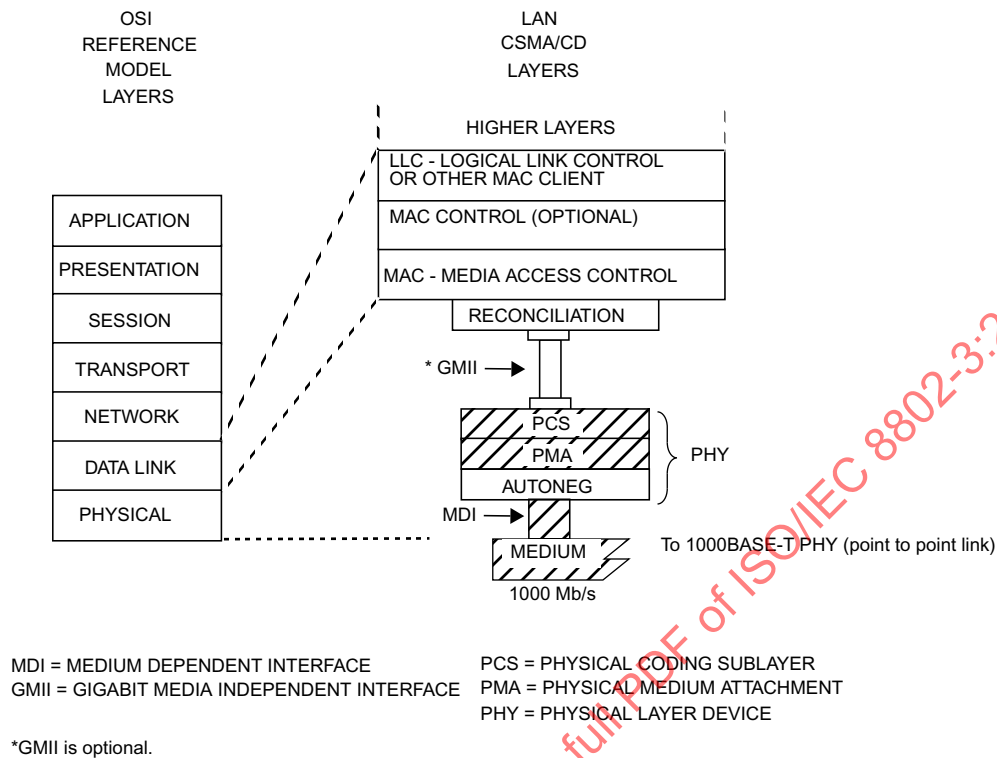 OSI
REFERENCE
MODEL
LAYERS
LAN
CSMA/CD
LAYERS
HIGHER LAYERS
LLC - LOGICAL LINK CONTROL
OR OTHER MAC CLIENT
MAC CONTROL (OPTIONAL)
MAC - MEDIA ACCESS CONTROL
RECONCILIATION
APPLICATION
PRESENTATION
SESSION
TRANSPORT
NETWORK
DATA LINK
PHYSICAL
* GMII
PCS
PMA
AUTONEG
PHY
MDI
MEDIUM
To 1000BASE-T PHY (point to point link)
1000 Mb/s
MDI = MEDIUM DEPENDENT INTERFACE
GMII = GIGABIT MEDIA INDEPENDENT INTERFACE
PCS = PHYSICAL CODING SUBLAYER
PMA = PHYSICAL MEDIUM ATTACHMENT
PHY = PHYSICAL LAYER DEVICE
*GMII is optional.
full PDF of ISO/IEC 8802-3:2